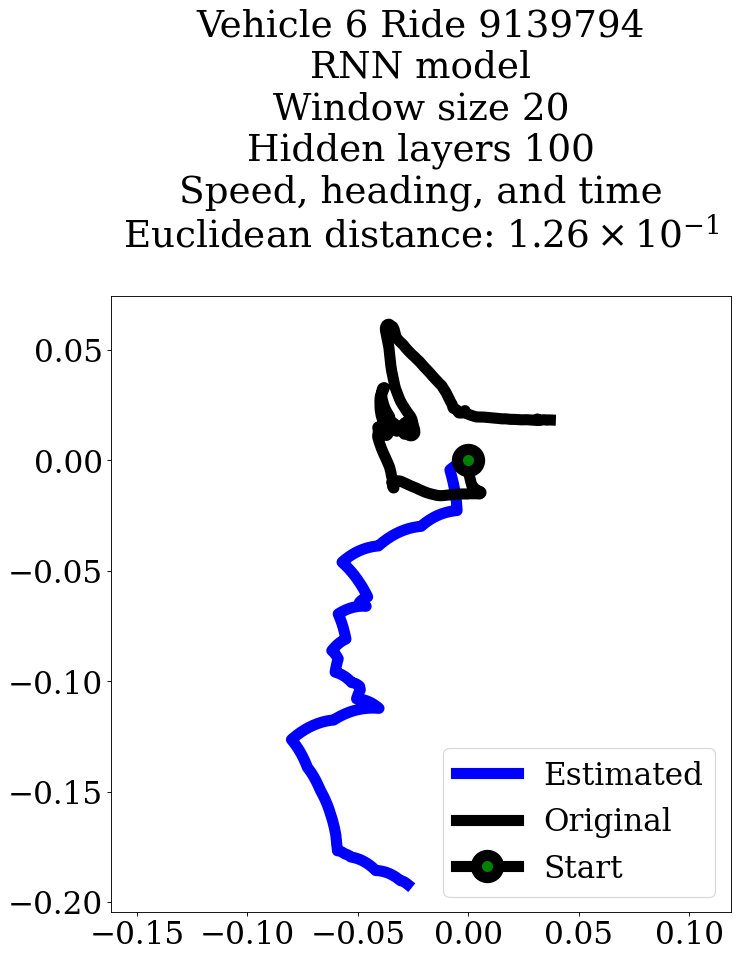 Vehicle 6 Ride 9139794
RNN model
Window size 20
Hidden layers 100
Speed, heading, and time
Euclidean distance: 1.26 × 10⁻¹
0.05
0.00
−0.05
−0.10
−0.15
−0.20
Estimated
Original
Start
−0.15 −0.10 −0.05 0.00 0.05 0.10